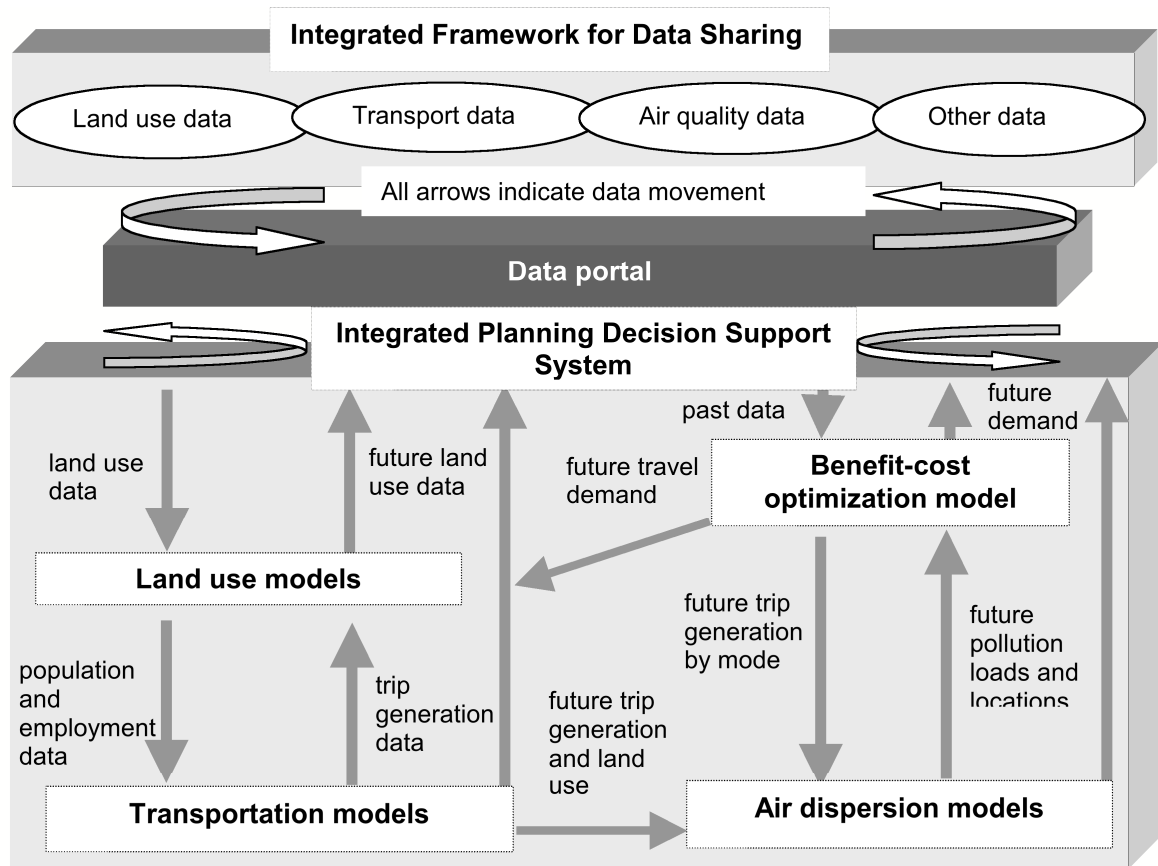 Integrated Framework for Data Sharing
Land use data
Transport data
Air quality data
Other data
All arrows indicate data movement
Data portal
Integrated Planning Decision Support
System
past data
future
demand
land use
data
future land
use data
future travel
demand
Benefit-cost
optimization model
Land use models
future trip
generation
by mode
future
pollution
loads and
locations
population
and
employment
data
trip
generation
data
future trip
generation
and land
use
Transportation models
Air dispersion models